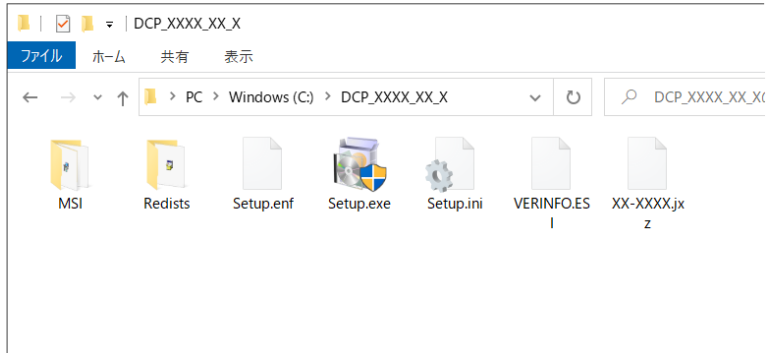 DCP_XXXX_XX_X
ファイル ホーム 共有 表示
PC > Windows (C:) > DCP_XXXX_XX_X DCP_XXXX_XX_X
MSI Redists Setup.enf Setup.exe Setup.ini VERINFO.ES XX-XXXX.jx
I z